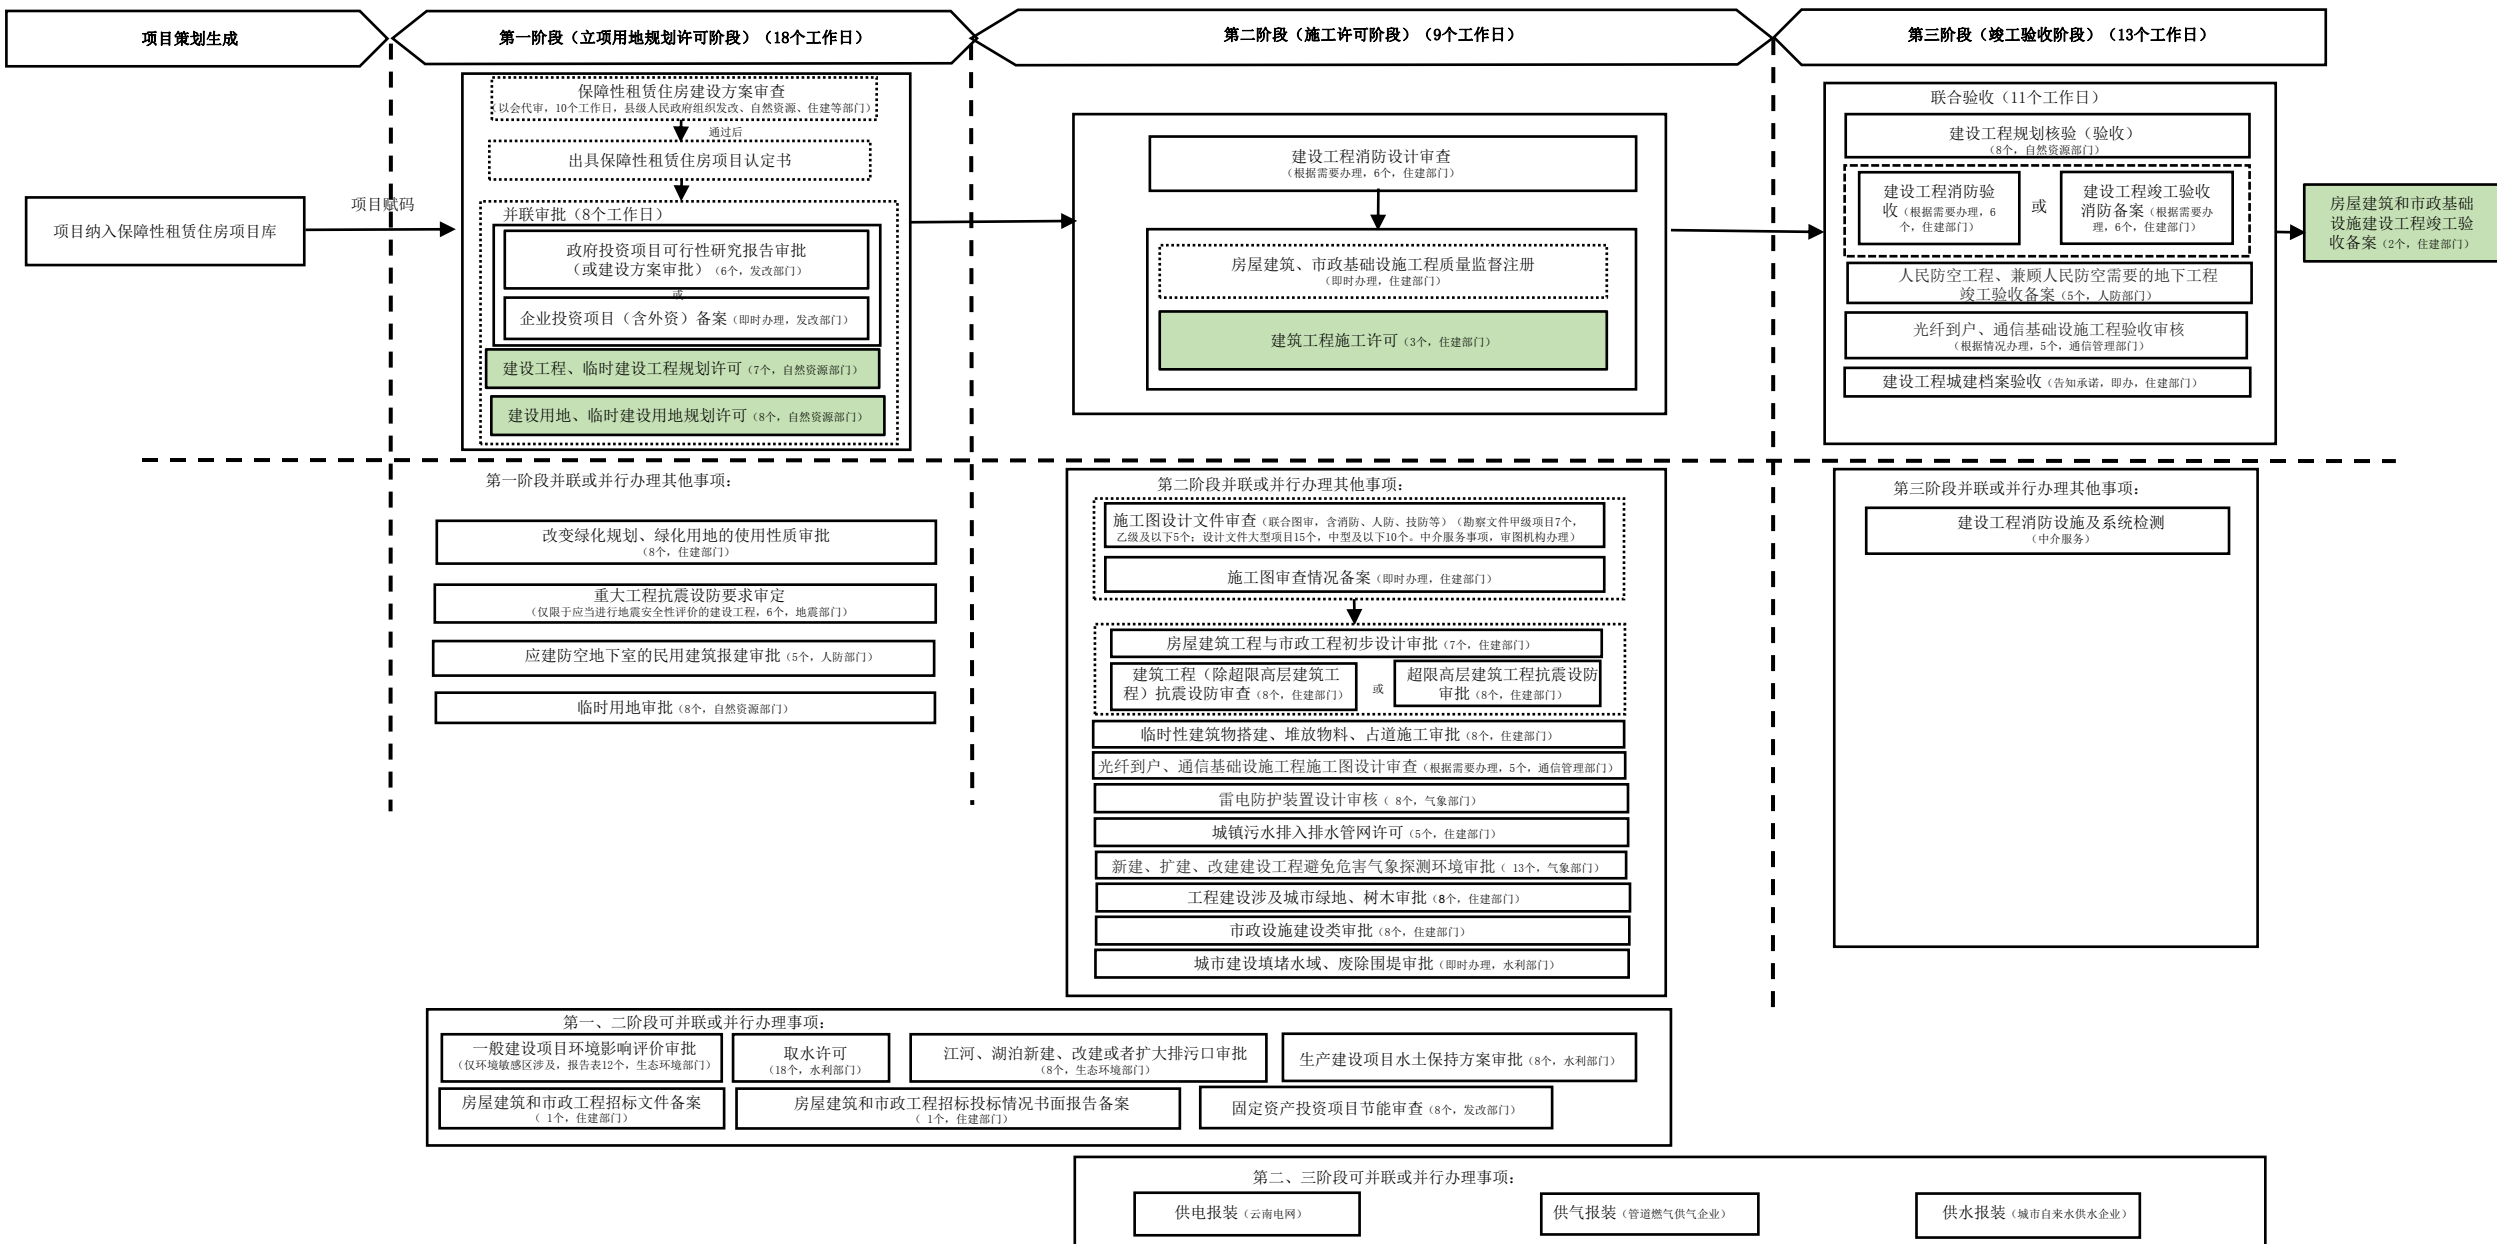 项目策划生成
第一阶段（立项用地规划许可阶段）（18个工作日）
第二阶段（施工许可阶段）（9个工作日）
第三阶段（竣工验收阶段）（13个工作日）
项目纳入保障性租赁住房项目库
项目赋码
保障性租赁住房建设方案审查
（以会代审，10个工作日，县级人民政府组织发改、自然资源、住建等部门）
通过后
出具保障性租赁住房项目认定书
并联审批（8个工作日）
政府投资项目可行性研究报告审批
（或建设方案审批）（6个，发改部门）
或
企业投资项目（含外资）备案（即时办理，发改部门）
建设工程、临时建设工程规划许可（7个，自然资源部门）
建设用地、临时建设用地规划许可（8个，自然资源部门）
建设工程消防设计审查
（根据需要办理，6个，住建部门）
房屋建筑、市政基础设施工程质量监督注册
（即时办理，住建部门）
建筑工程施工许可（3个，住建部门）
联合验收（11个工作日）
建设工程规划核验（验收）
（8个，自然资源部门）
建设工程消防验
收（根据需要办理，6
个，住建部门）
或
建设工程竣工验收
消防备案（根据需要办
理，6个，住建部门）
人民防空工程、兼顾人民防空需要的地下工程
竣工验收备案（5个，人防部门）
光纤到户、通信基础设施工程验收审核
（根据情况办理，5个，通信管理部门）
建设工程城建档案验收（告知承诺，即办，住建部门）
房屋建筑和市政基础
设施建设工程竣工验
收备案（2个，住建部门）
第一阶段并联或并行办理其他事项：
改变绿化规划、绿化用地的使用性质审批
（8个，住建部门）
重大工程抗震设防要求审定
（仅限于应当进行地震安全性评价的建设工程，6个，地震部门）
应建防空地下室的民用建筑报建审批（5个，人防部门）
临时用地审批（8个，自然资源部门）
第二阶段并联或并行办理其他事项：
施工图设计文件审查（联合图审，含消防、人防、技防等）（勘察文件甲级项目7个，
乙级及以下5个；设计文件大型项目15个，中型及以下10个。中介服务事项，审图机构办理）
施工图审查情况备案（即时办理，住建部门）
房屋建筑工程与市政工程初步设计审批（7个，住建部门）
建筑工程（除超限高层建筑工
程）抗震设防审查（8个，住建部门）
或
超限高层建筑工程抗震设防
审批（8个，住建部门）
临时性建筑物搭建、堆放物料、占道施工审批（8个，住建部门）
光纤到户、通信基础设施工程施工图设计审查（根据需要办理，5个，通信管理部门）
雷电防护装置设计审核（ 8个，气象部门）
城镇污水排入排水管网许可（5个，住建部门）
新建、扩建、改建建设工程避免危害气象探测环境审批（ 13个，气象部门）
工程建设涉及城市绿地、树木审批（8个，住建部门）
市政设施建设类审批（8个，住建部门）
城市建设填堵水域、废除围堤审批（即时办理，水利部门）
第三阶段并联或并行办理其他事项：
建设工程消防设施及系统检测
（中介服务）
第一、二阶段可并联或并行办理事项：
一般建设项目环境影响评价审批
（仅环境敏感区涉及，报告表12个，生态环境部门）
取水许可
（18个，水利部门）
江河、湖泊新建、改建或者扩大排污口审批
（8个，生态环境部门）
生产建设项目水土保持方案审批（8个，水利部门）
房屋建筑和市政工程招标文件备案
（ 1个，住建部门）
房屋建筑和市政工程招标投标情况书面报告备案
（ 1个，住建部门）
固定资产投资项目节能审查（8个，发改部门）
第二、三阶段可并联或并行办理事项：
供电报装（云南电网）
供气报装（管道燃气供气企业）
供水报装（城市自来水供水企业）